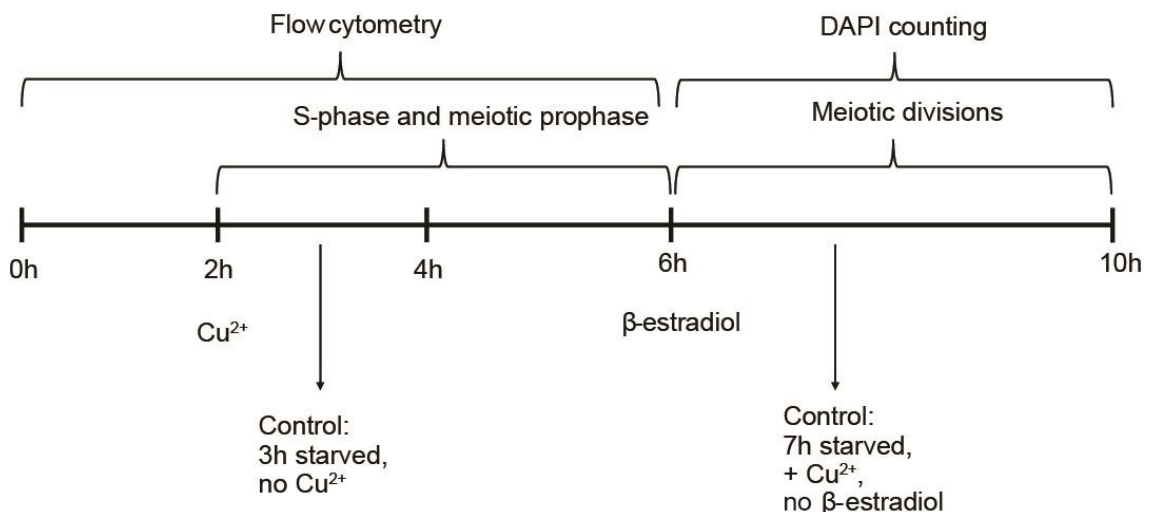 Flow cytometry
DAPI counting
S-phase and meiotic prophase
Meiotic divisions
0h
2h
4h
6h
10h
Cu²⁺
β-estradiol
Control:
3h starved,
no Cu²⁺
Control:
7h starved,
+ Cu²⁺,
no β-estradiol